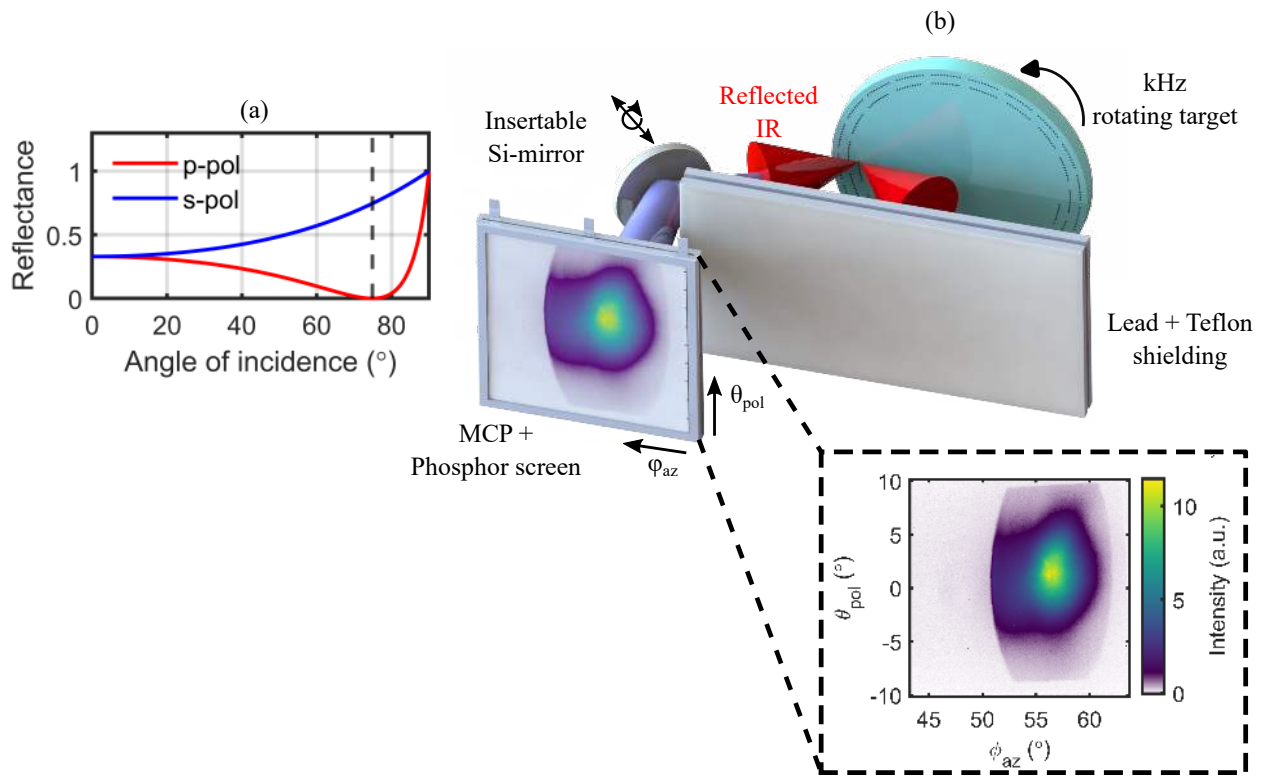 (a)
Reflectance
1
0.5
0
p-pol
s-pol
0 20 40 60 80
Angle of incidence (°)
(b)
Insertable
Si-mirror
Reflected
IR
kHz
rotating target
Lead + Teflon
shielding
MCP +
Phosphor screen
θpol
φaz
10
5
0
-5
-10
θpol (°)
45 50 55 60
ϕaz (°)
10
5
0
Intensity (a.u.)